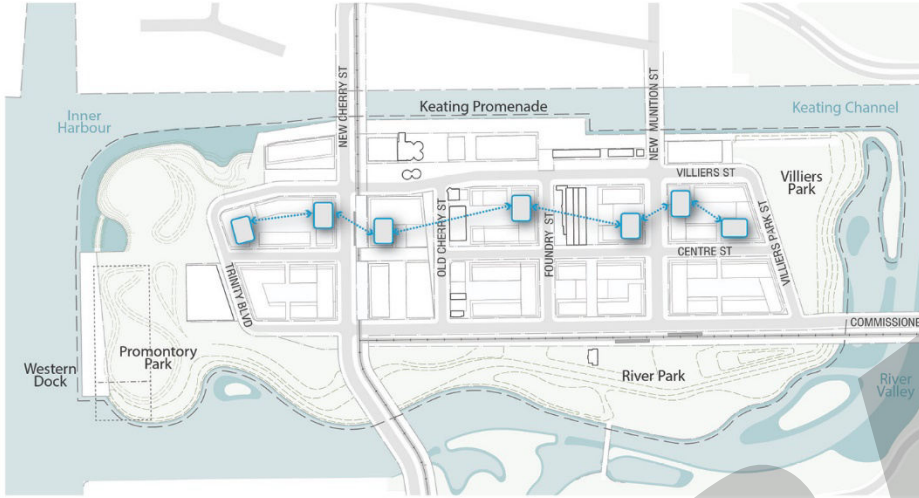 NEW CHERRY ST
NEW MUNITION ST
Keating Promenade
Keating Channel
Inner
Harbour
VILLIERS ST
Villiers
Park
OLD CHERRY ST
FOUNDRY ST
VILLIERS PARK ST
CENTRE ST
TRINITY BLVD
COMMISSIONE
Promontory
Park
Western
Dock
River Park
River
Valley